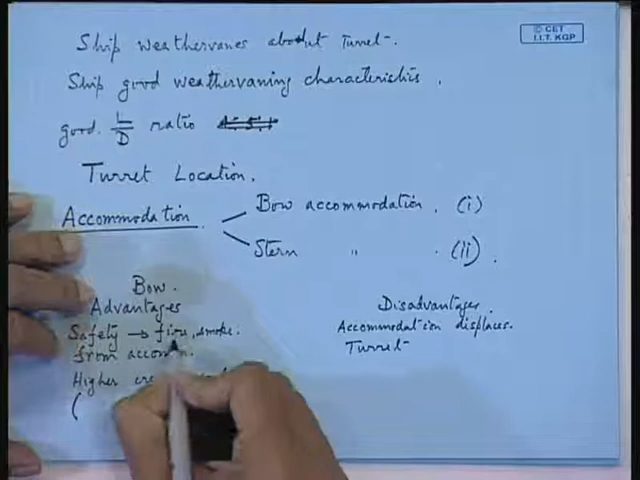 © CET
I.I.T. KGP
Ship weathervanes about Turret.
Ship good weathervaning characteristics.
good L/D ratio
Turret Location.
Accommodation
Bow accommodation. (i)
Stern " . (ii).
Bow.
Advantages
Safety → fire, smoke.
from accomn.
Higher
(
Disadvantages.
Accommodation displaces.
Turret